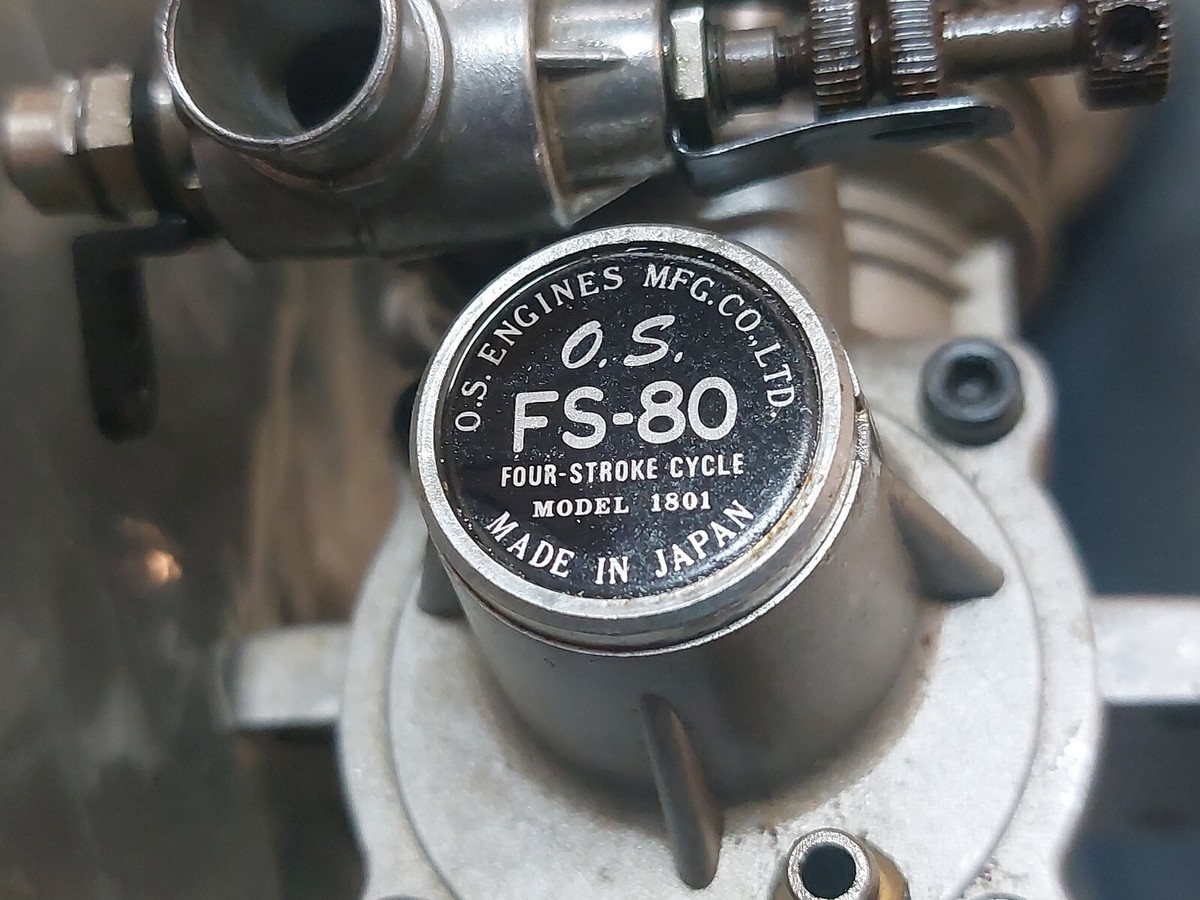 O.S. ENGINES MFG.CO.,LTD.
O.S.
FS-80
FOUR-STROKE CYCLE
MODEL 1801
MADE IN JAPAN